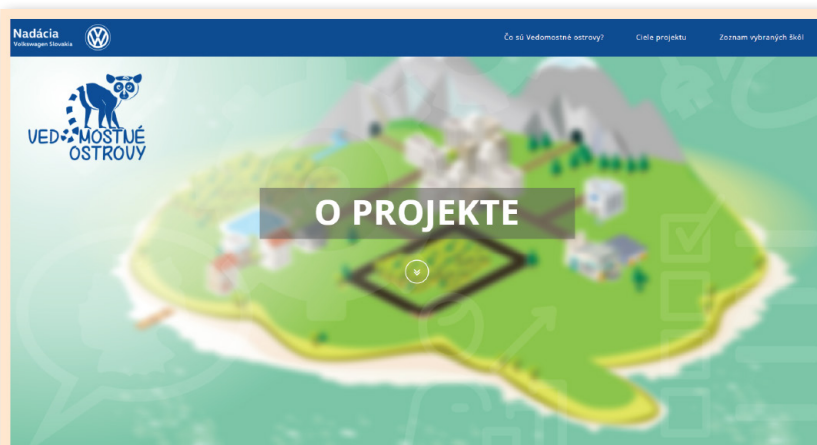 Nadácia
Volkswagen Slovakia
Čo sú Vedomostné ostrovy?
Ciele projektu
Zoznam vybraných škôl
VEDOMOSTNÉ
OSTROVY
O PROJEKTE